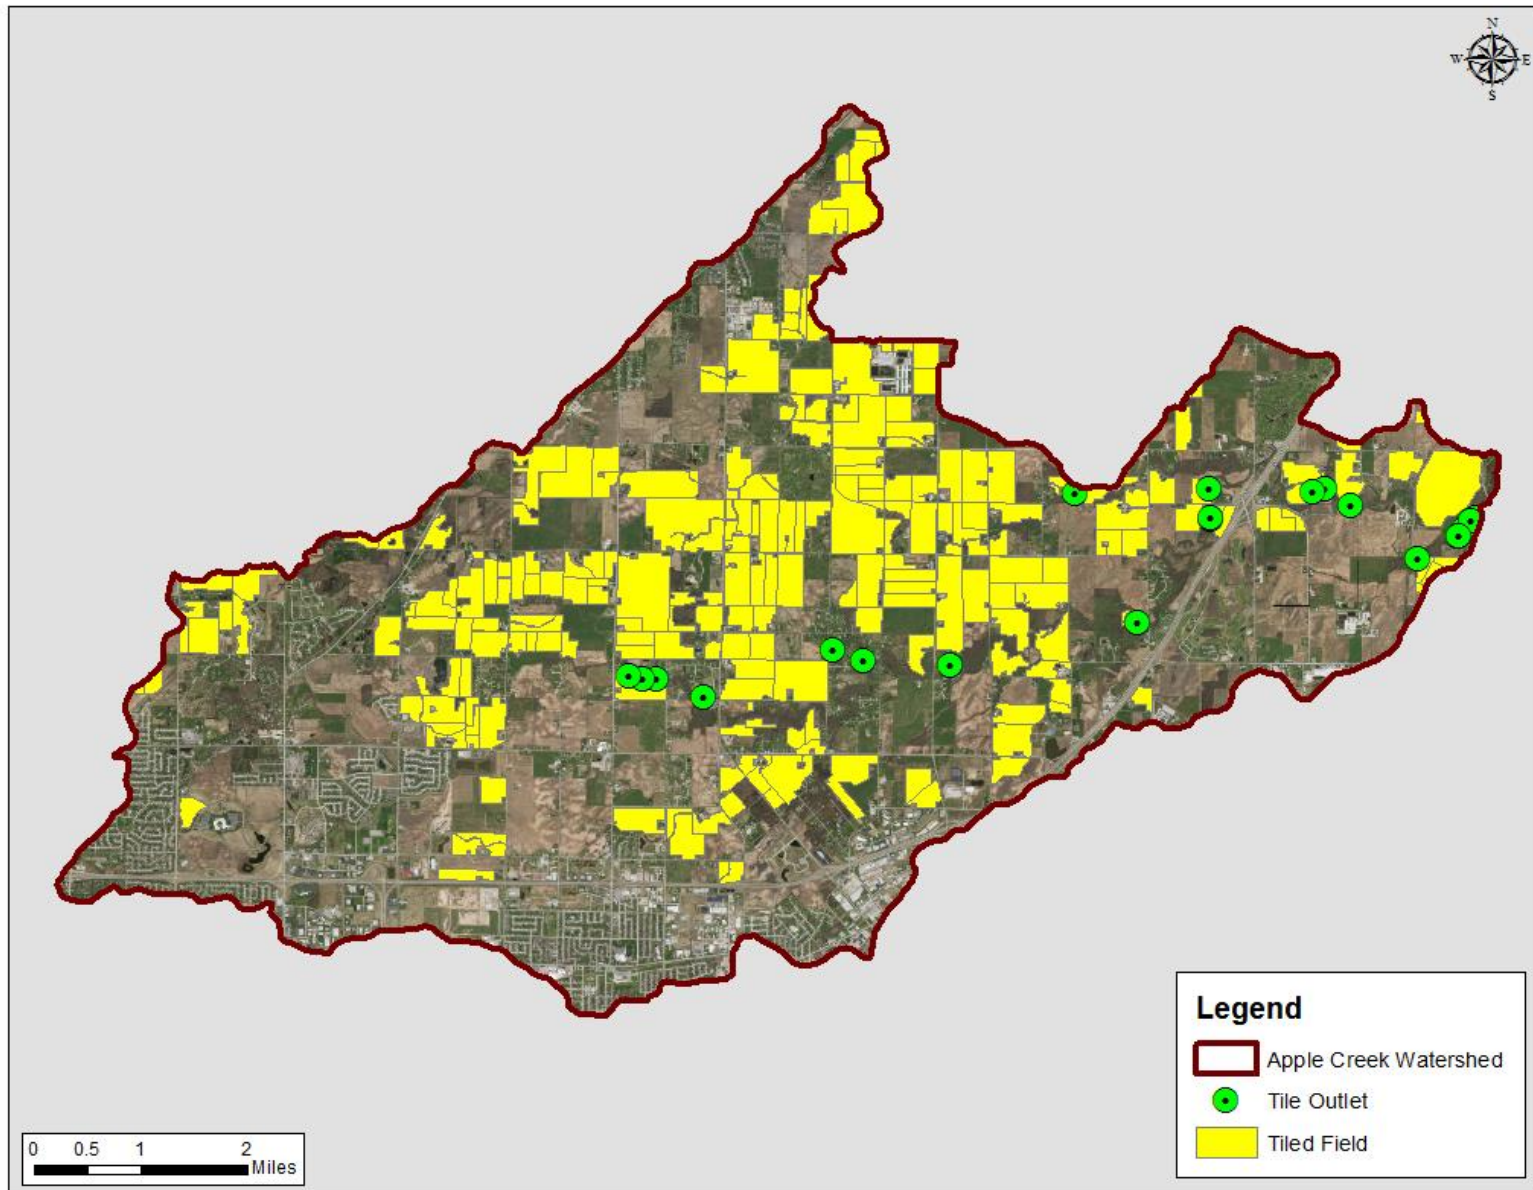 N
W E
S
Legend
Apple Creek Watershed
Tile Outlet
Tiled Field
0 0.5 1 2
Miles